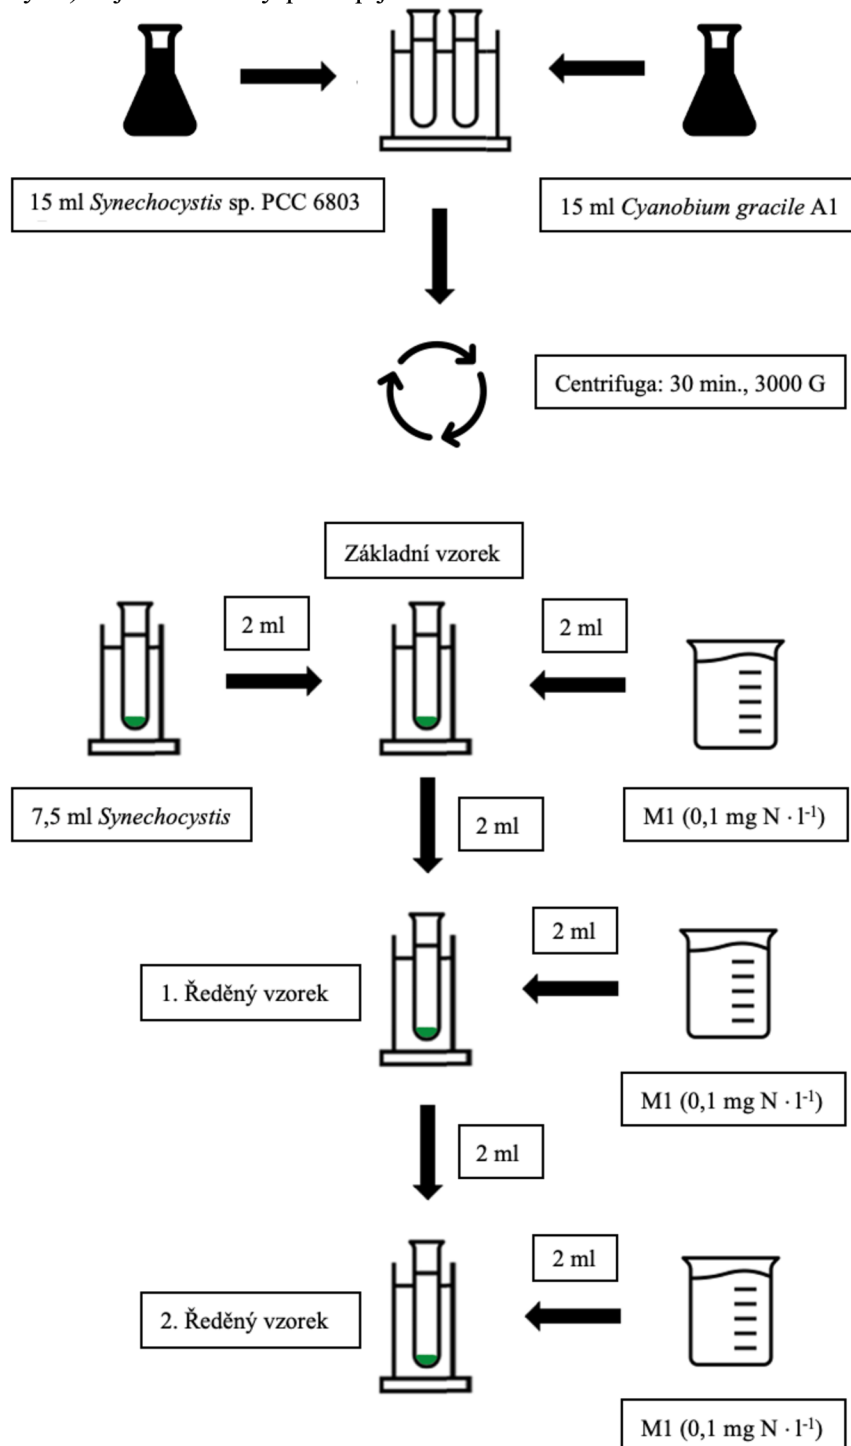 15 ml Synechocystis sp. PCC 6803
15 ml Cyanobium gracile A1
Centrifuga: 30 min., 3000 G
Základní vzorek
2 ml
2 ml
7,5 ml Synechocystis
M1 (0,1 mg N · l⁻¹)
2 ml
2 ml
1. Ředěný vzorek
M1 (0,1 mg N · l⁻¹)
2 ml
2 ml
2. Ředěný vzorek
M1 (0,1 mg N · l⁻¹)